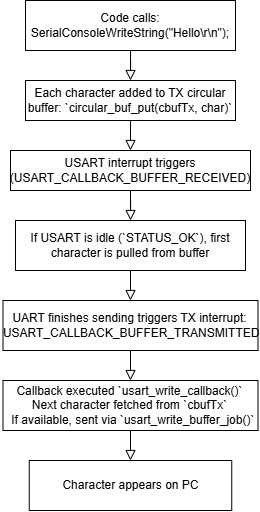 Code calls:
SerialConsoleWriteString("Hello\r\n");
Each character added to TX circular
buffer: `circular_buf_put(cbufTx, char)`
USART interrupt triggers
(USART_CALLBACK_BUFFER_RECEIVED)
If USART is idle (`STATUS_OK`), first
character is pulled from buffer
UART finishes sending triggers TX interrupt:
USART_CALLBACK_BUFFER_TRANSMITTED
Callback executed `usart_write_callback()`
Next character fetched from `cbufTx`
If available, sent via `usart_write_buffer_job()`
Character appears on PC